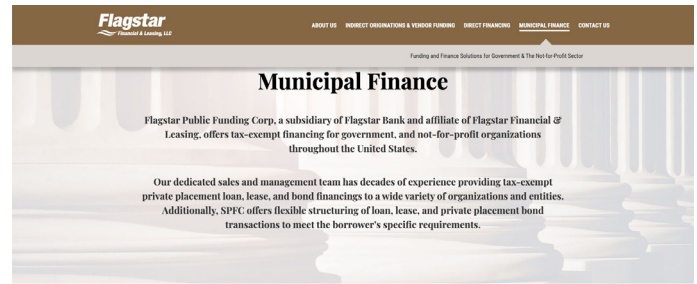 Flagstar
Financial & Leasing, LLC
ABOUT US INDIRECT ORIGINATIONS & VENDOR FUNDING DIRECT FINANCING MUNICIPAL FINANCE CONTACT US
Funding and Finance Solutions for Government & The Not-for-Profit Sector
Municipal Finance
Flagstar Public Funding Corp, a subsidiary of Flagstar Bank and affiliate of Flagstar Financial &
Leasing, offers tax-exempt financing for government, and not-for-profit organizations
throughout the United States.
Our dedicated sales and management team has decades of experience providing tax-exempt
private placement loan, lease, and bond financings to a wide variety of organizations and entities.
Additionally, SPFC offers flexible structuring of loan, lease, and private placement bond
transactions to meet the borrower's specific requirements.